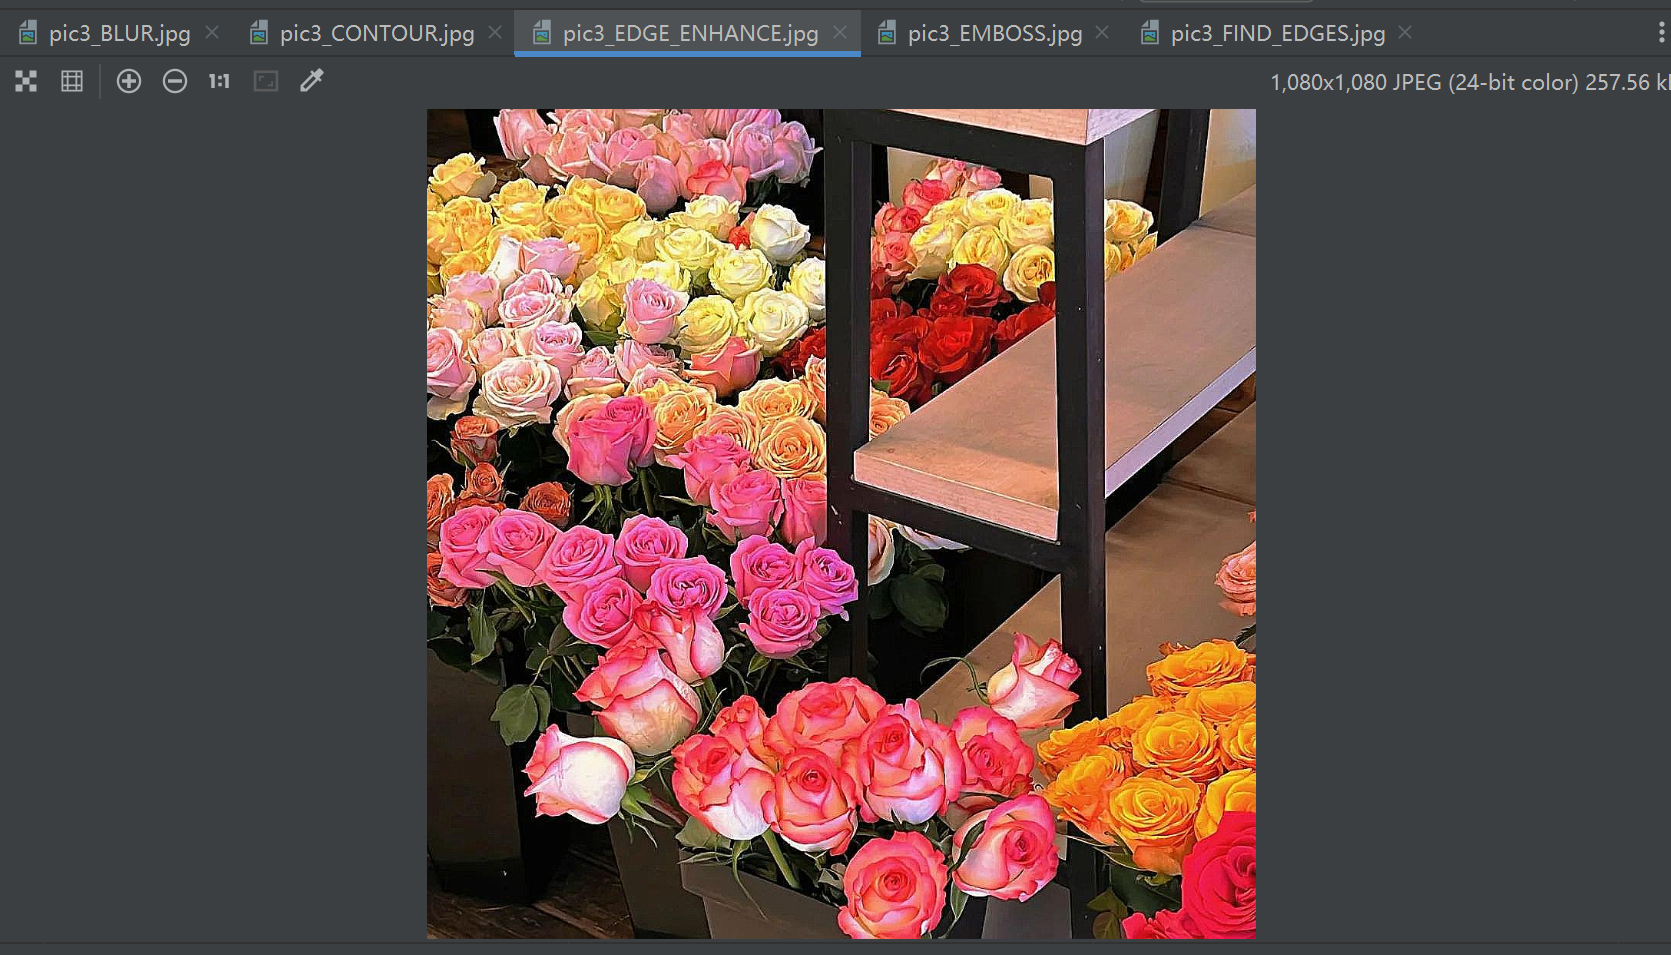 pic3_BLUR.jpg pic3_CONTOUR.jpg pic3_EDGE_ENHANCE.jpg pic3_EMBOSS.jpg pic3_FIND_EDGES.jpg
1:1 1,080x1,080 JPEG (24-bit color) 257.56